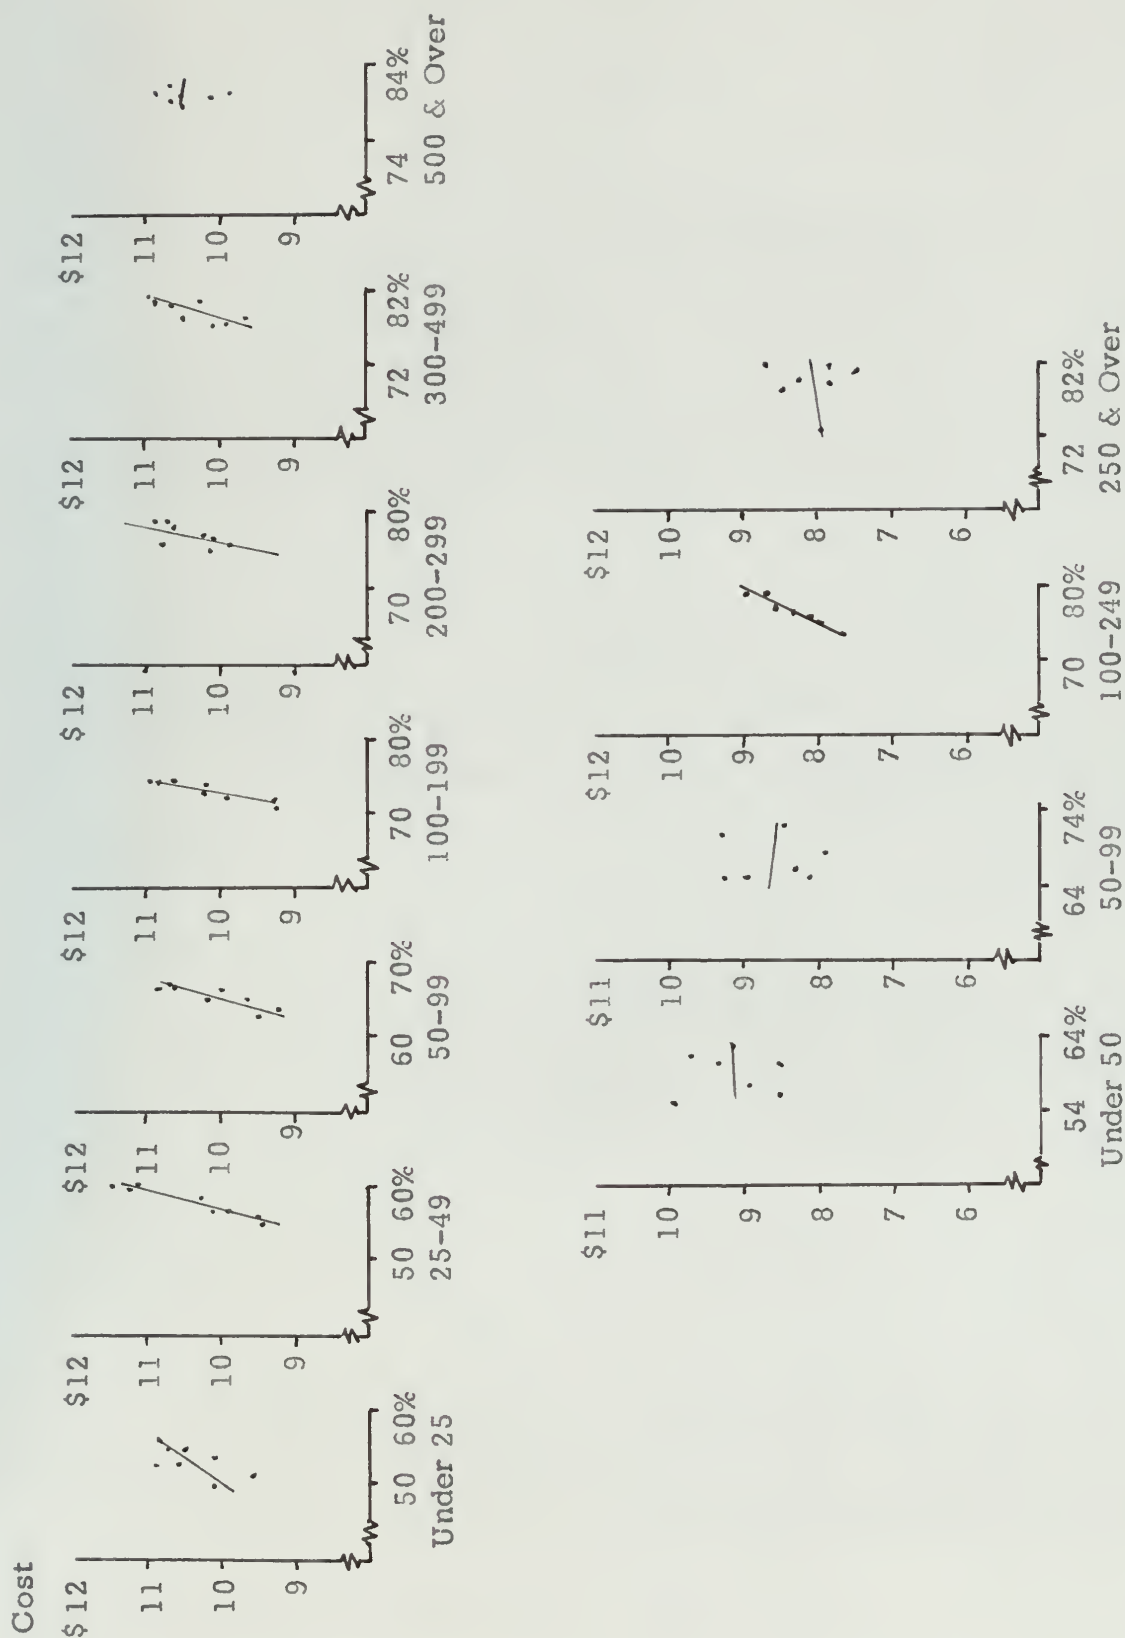 Cost
$12 $12 $12 $12 $12 $12 $12
11 11 11 11 11 11 11
10 10 10 10 10 10 10
9 9 9 9 9 9 9
50 60% 50 60% 60 70% 70 80% 70 80% 72 82% 74 84%
Under 25 25-49 50-99 100-199 200-299 300-499 500 & Over
$11 $11 $12 $12
10 10 10 10
9 9 9 9
8 8 8 8
7 7 7 7
6 6 6 6
54 64% 64 74% 70 80% 72 82%
Under 50 50-99 100-249 250 & Over